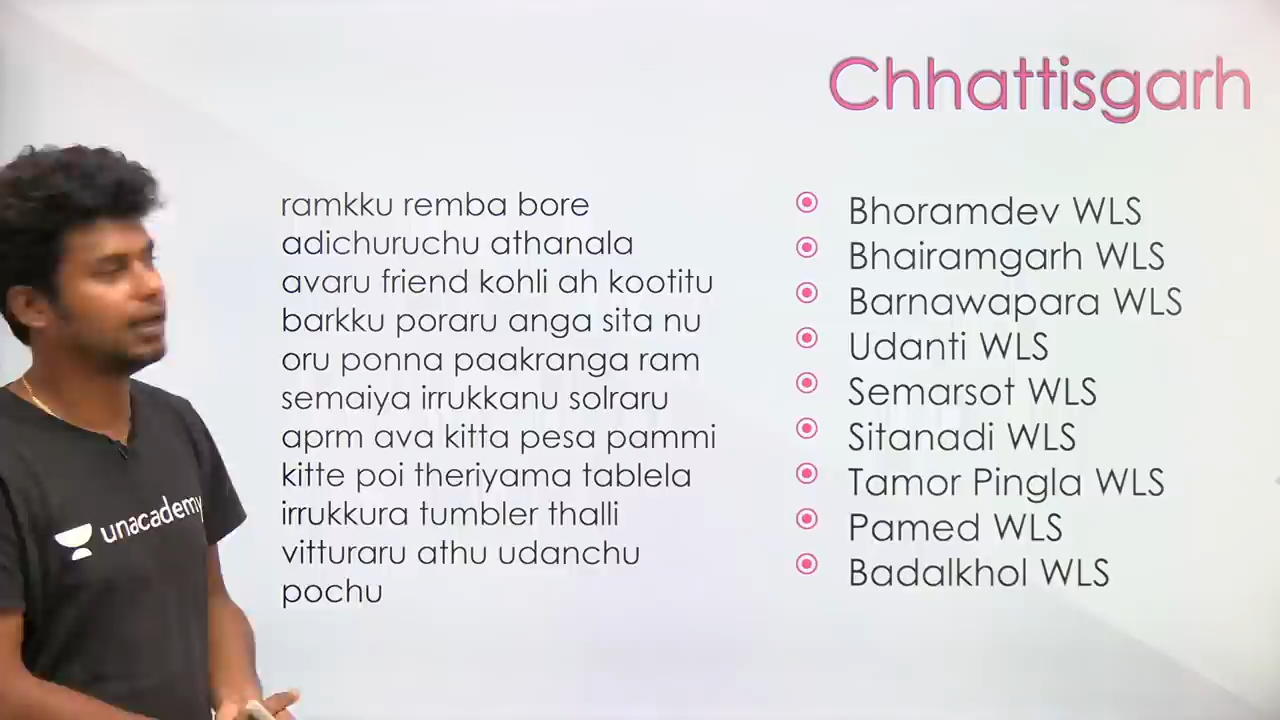 Chhattisgarh
ramkku remba bore
adichuruchu athanala
avaru friend kohli ah kootitu
barkku poraru anga sita nu
oru ponna paakranga ram
semaiya irrukkanu solraru
aprm ava kitta pesa pammi
kitte poi theriyama tablela
irrukkura tumbler thalli
vitturaru athu udanchu
pochu
Bhoramdev WLS
Bhairamgarh WLS
Barnawapara WLS
Udanti WLS
Semarsot WLS
Sitanadi WLS
Tamor Pingla WLS
Pamed WLS
Badalkhol WLS
unacademy